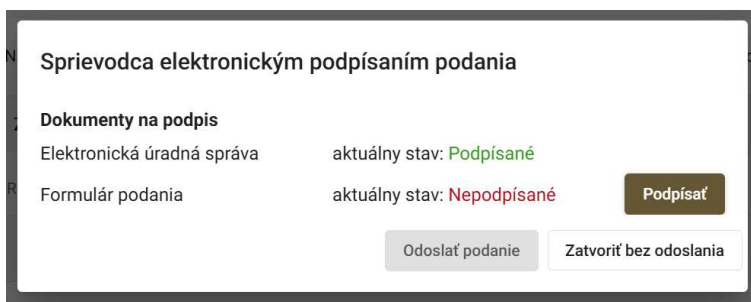 Sprievodca elektronickým podpísaním podania
Dokumenty na podpis
Elektronická úradná správa aktuálny stav: Podpísané
Formulár podania aktuálny stav: Nepodpísané Podpísať
Odoslať podanie Zatvoriť bez odoslania